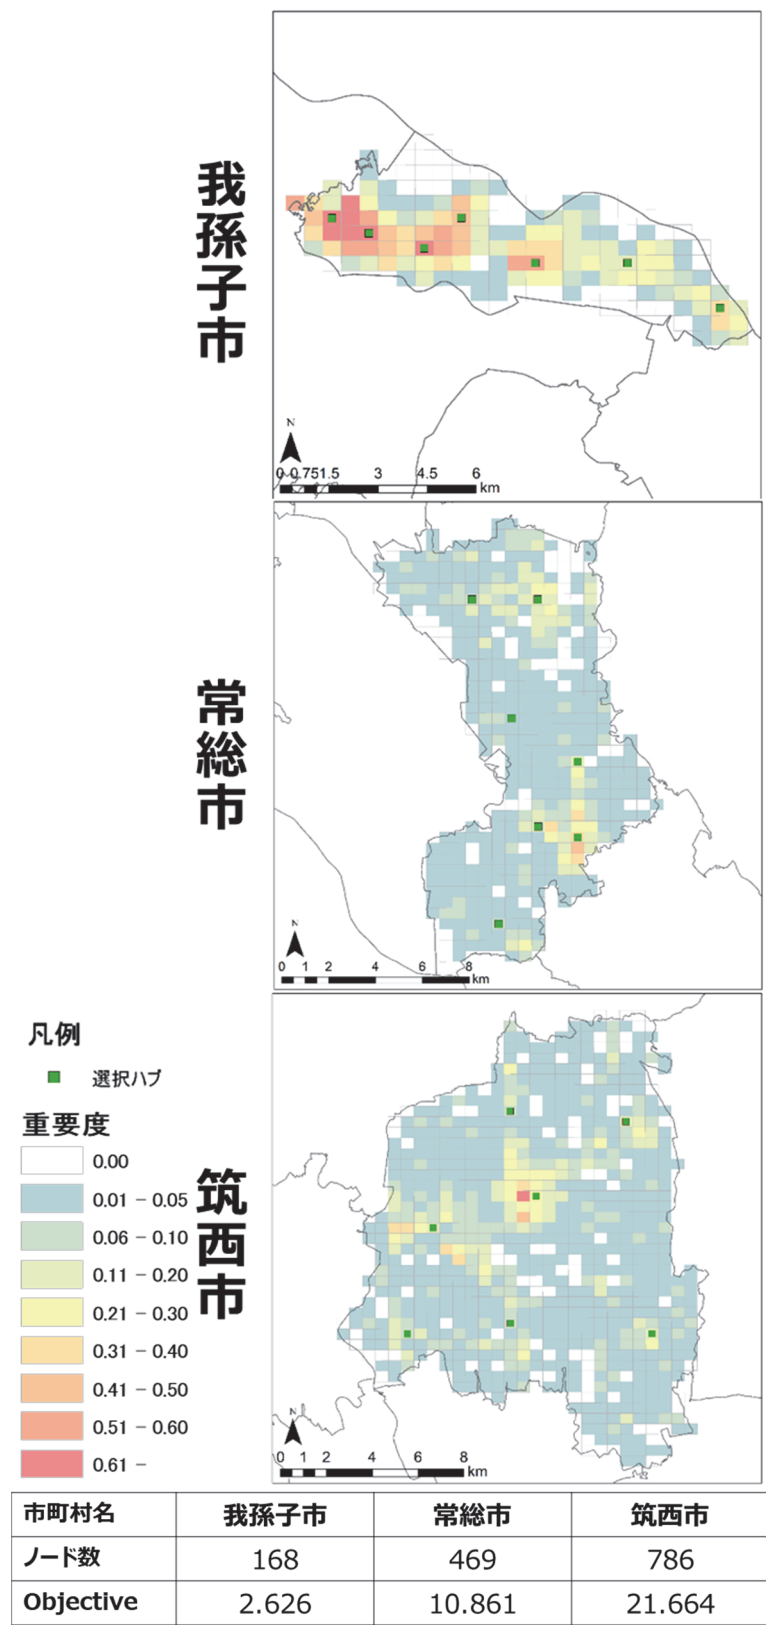 我孫子市
N
0 0.75 1.5 3 4.5 6
km
常総市
N
0 1 2 4 6 8
km
凡例
選択ハブ
重要度
0.00
0.01 – 0.05
0.06 – 0.10
0.11 – 0.20
0.21 – 0.30
0.31 – 0.40
0.41 – 0.50
0.51 – 0.60
0.61 –
筑西市
N
0 1 2 4 6 8
km
市町村名 我孫子市 常総市 筑西市
ノード数 168 469 786
Objective 2.626 10.861 21.664